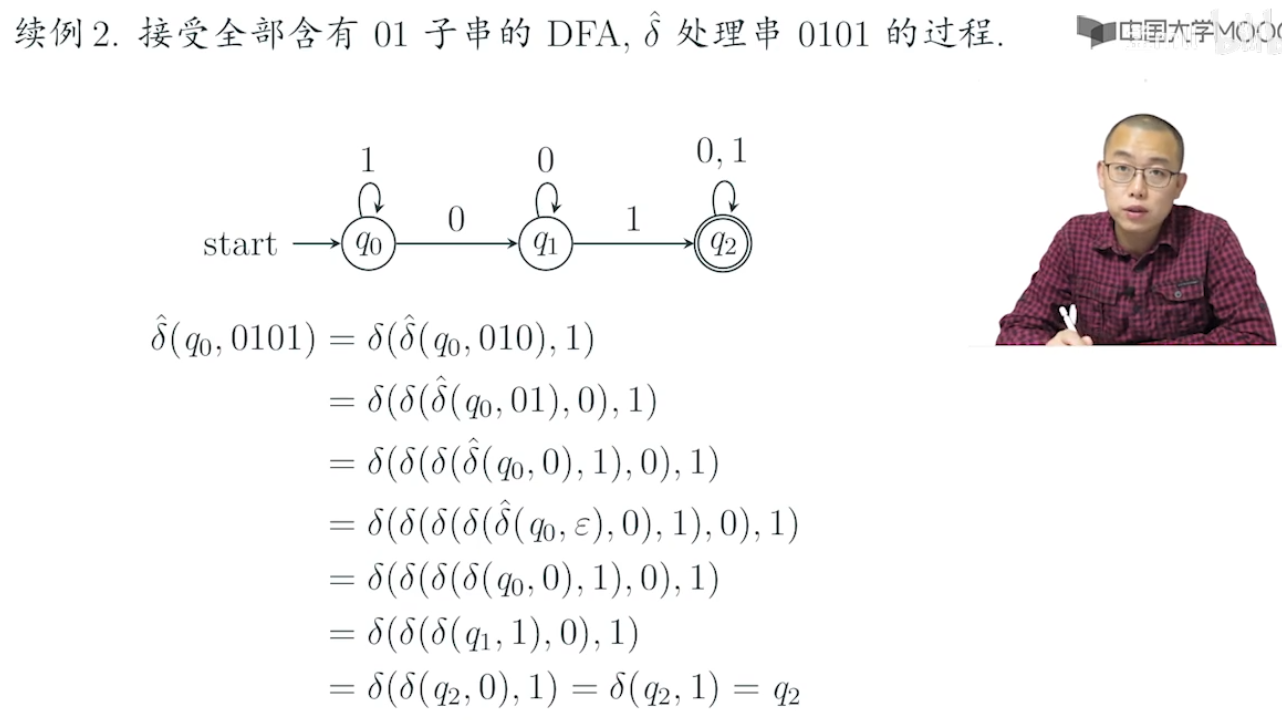 续例 2. 接受全部含有 01 子串的 DFA, δ̂ 处理串 0101 的过程.
中国大学MOOC
1 0 0, 1
0 1
start q₀ q₁ q₂
δ̂(q₀, 0101) = δ(δ̂(q₀, 010), 1)
= δ(δ(δ̂(q₀, 01), 0), 1)
= δ(δ(δ(δ̂(q₀, 0), 1), 0), 1)
= δ(δ(δ(δ(δ̂(q₀, ε), 0), 1), 0), 1)
= δ(δ(δ(δ(q₀, 0), 1), 0), 1)
= δ(δ(δ(q₁, 1), 0), 1)
= δ(δ(q₂, 0), 1) = δ(q₂, 1) = q₂